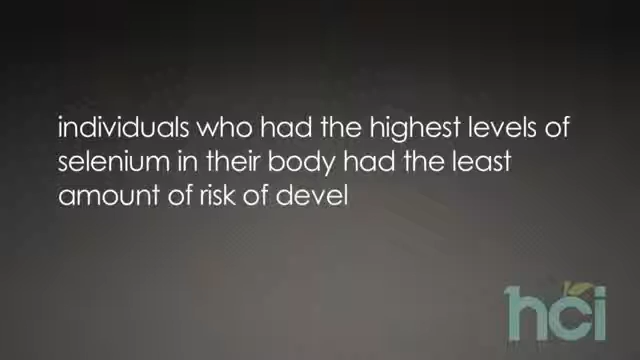 individuals who had the highest levels of
selenium in their body had the least
amount of risk of devel
hci